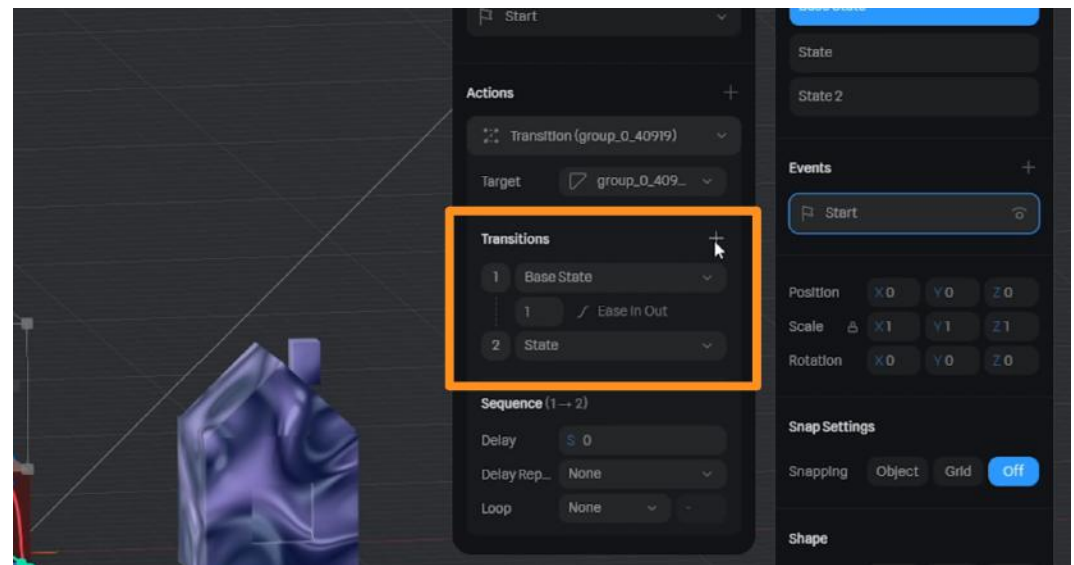 Start
Actions
Transition (group_0_40919)
Target group_0_409...
Transitions
1 Base State
1 Ease In Out
2 State
Sequence (1→2)
Delay S 0
Delay Rep... None
Loop None -
Base State
State
State 2
Events
Start
Position X 0 Y 0 Z 0
Scale X 1 Y 1 Z 1
Rotation X 0 Y 0 Z 0
Snap Settings
Snapping Object Grid Off
Shape